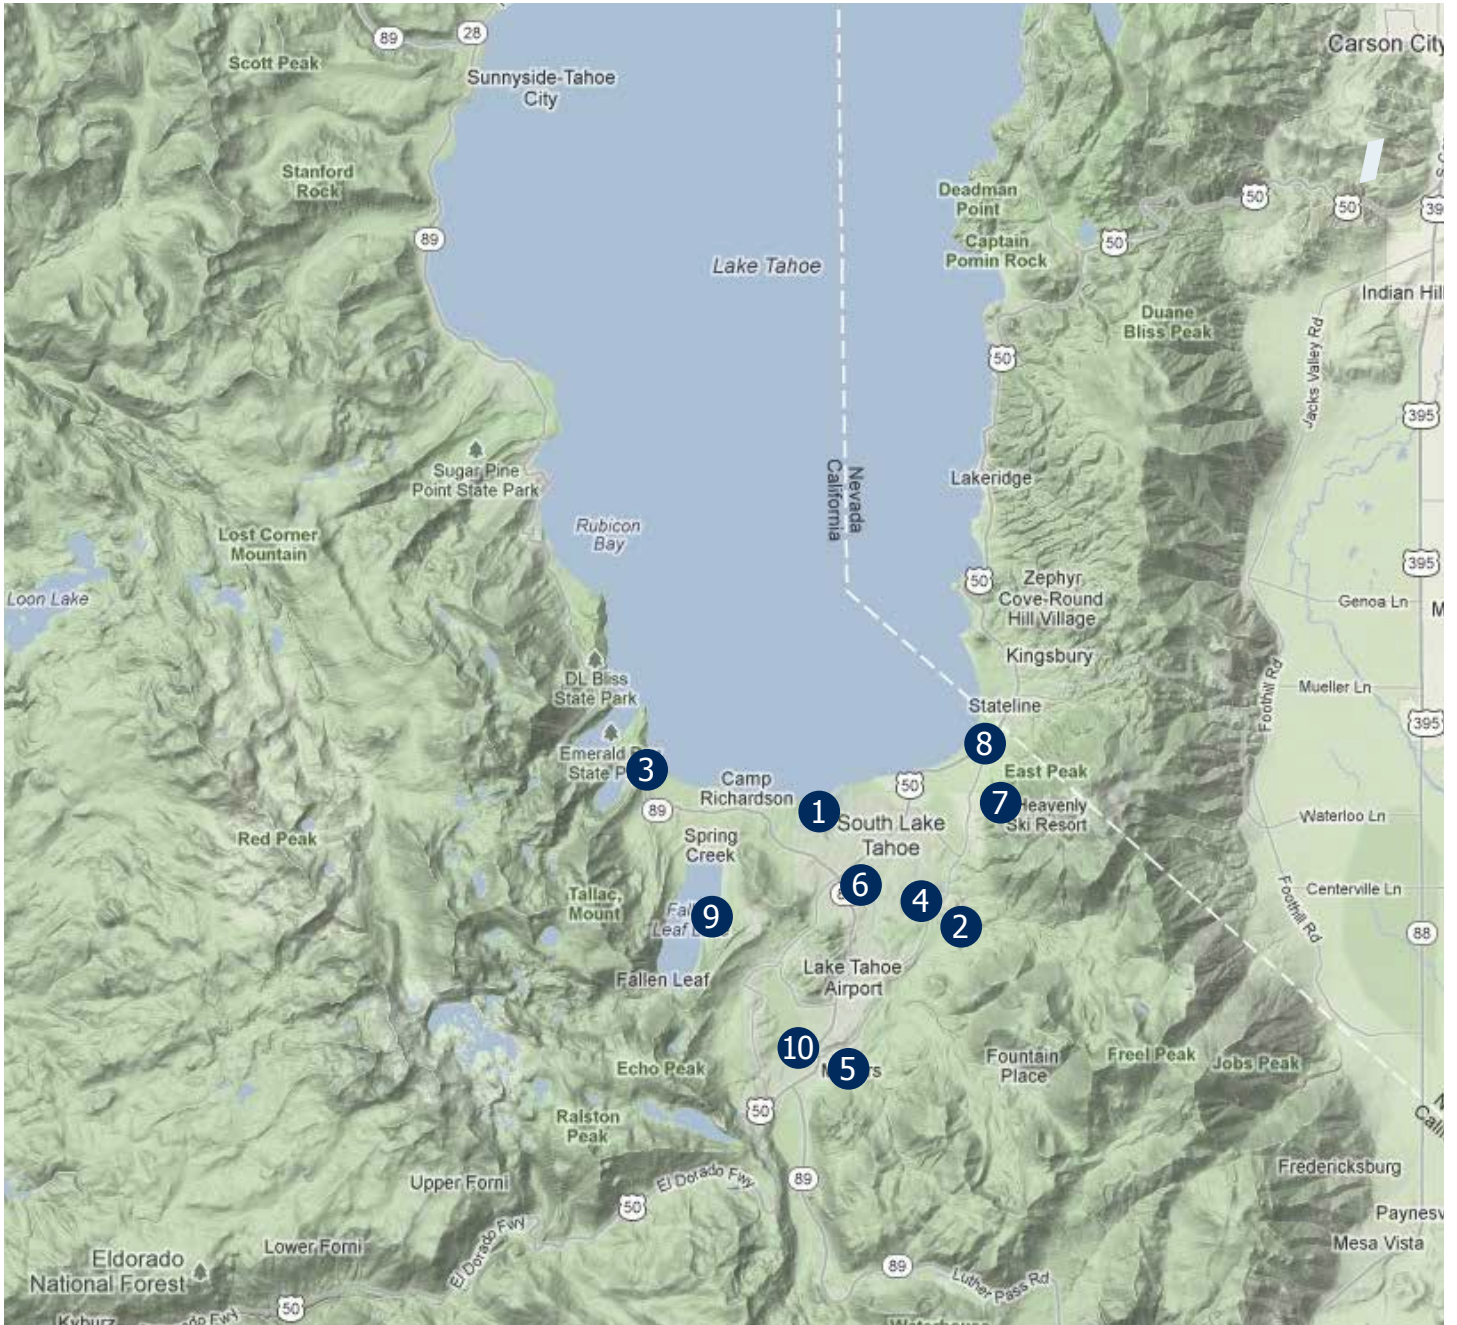 89
28
Scott Peak
Carson City
Sunnyside-Tahoe
City
Stanford
Rock
Deadman
Point
50
50
89
Captain
Pomin Rock
50
Lake Tahoe
Indian Hill
Duane
Bliss Peak
Jacks Valley Rd
50
395
Sugar Pine
Point State Park
Lakeridge
Nevada
California
Rubicon
Bay
Lost Corner
Mountain
395
50
Zephyr
Cove-Round
Hill Village
Loon Lake
Genoa Ln
M
Kingsbury
DL Bliss
State Park
Mueller Ln
Foothill Rd
Stateline
395
8
Emerald
State
3
East Peak
Camp
Richardson
50
7
Heavenly
Ski Resort
89
1
South Lake
Tahoe
Waterloo Ln
Red Peak
Spring
Creek
6
4
Centerville Ln
Tallac,
Mount
9
Leaf
2
Foothill Rd
88
Fallen Leaf
Lake Tahoe
Airport
10
5
Echo Peak
Fountain
Place
Freel Peak
Jobs Peak
50
Ralston
Peak
Fredericksburg
Upper Forni
El Dorado Fwy
89
50
El Dorado Fwy
Mesa Vista
Lower Forni
Eldorado
National Forest
89
Luther Pass Rd
50
Kyburz